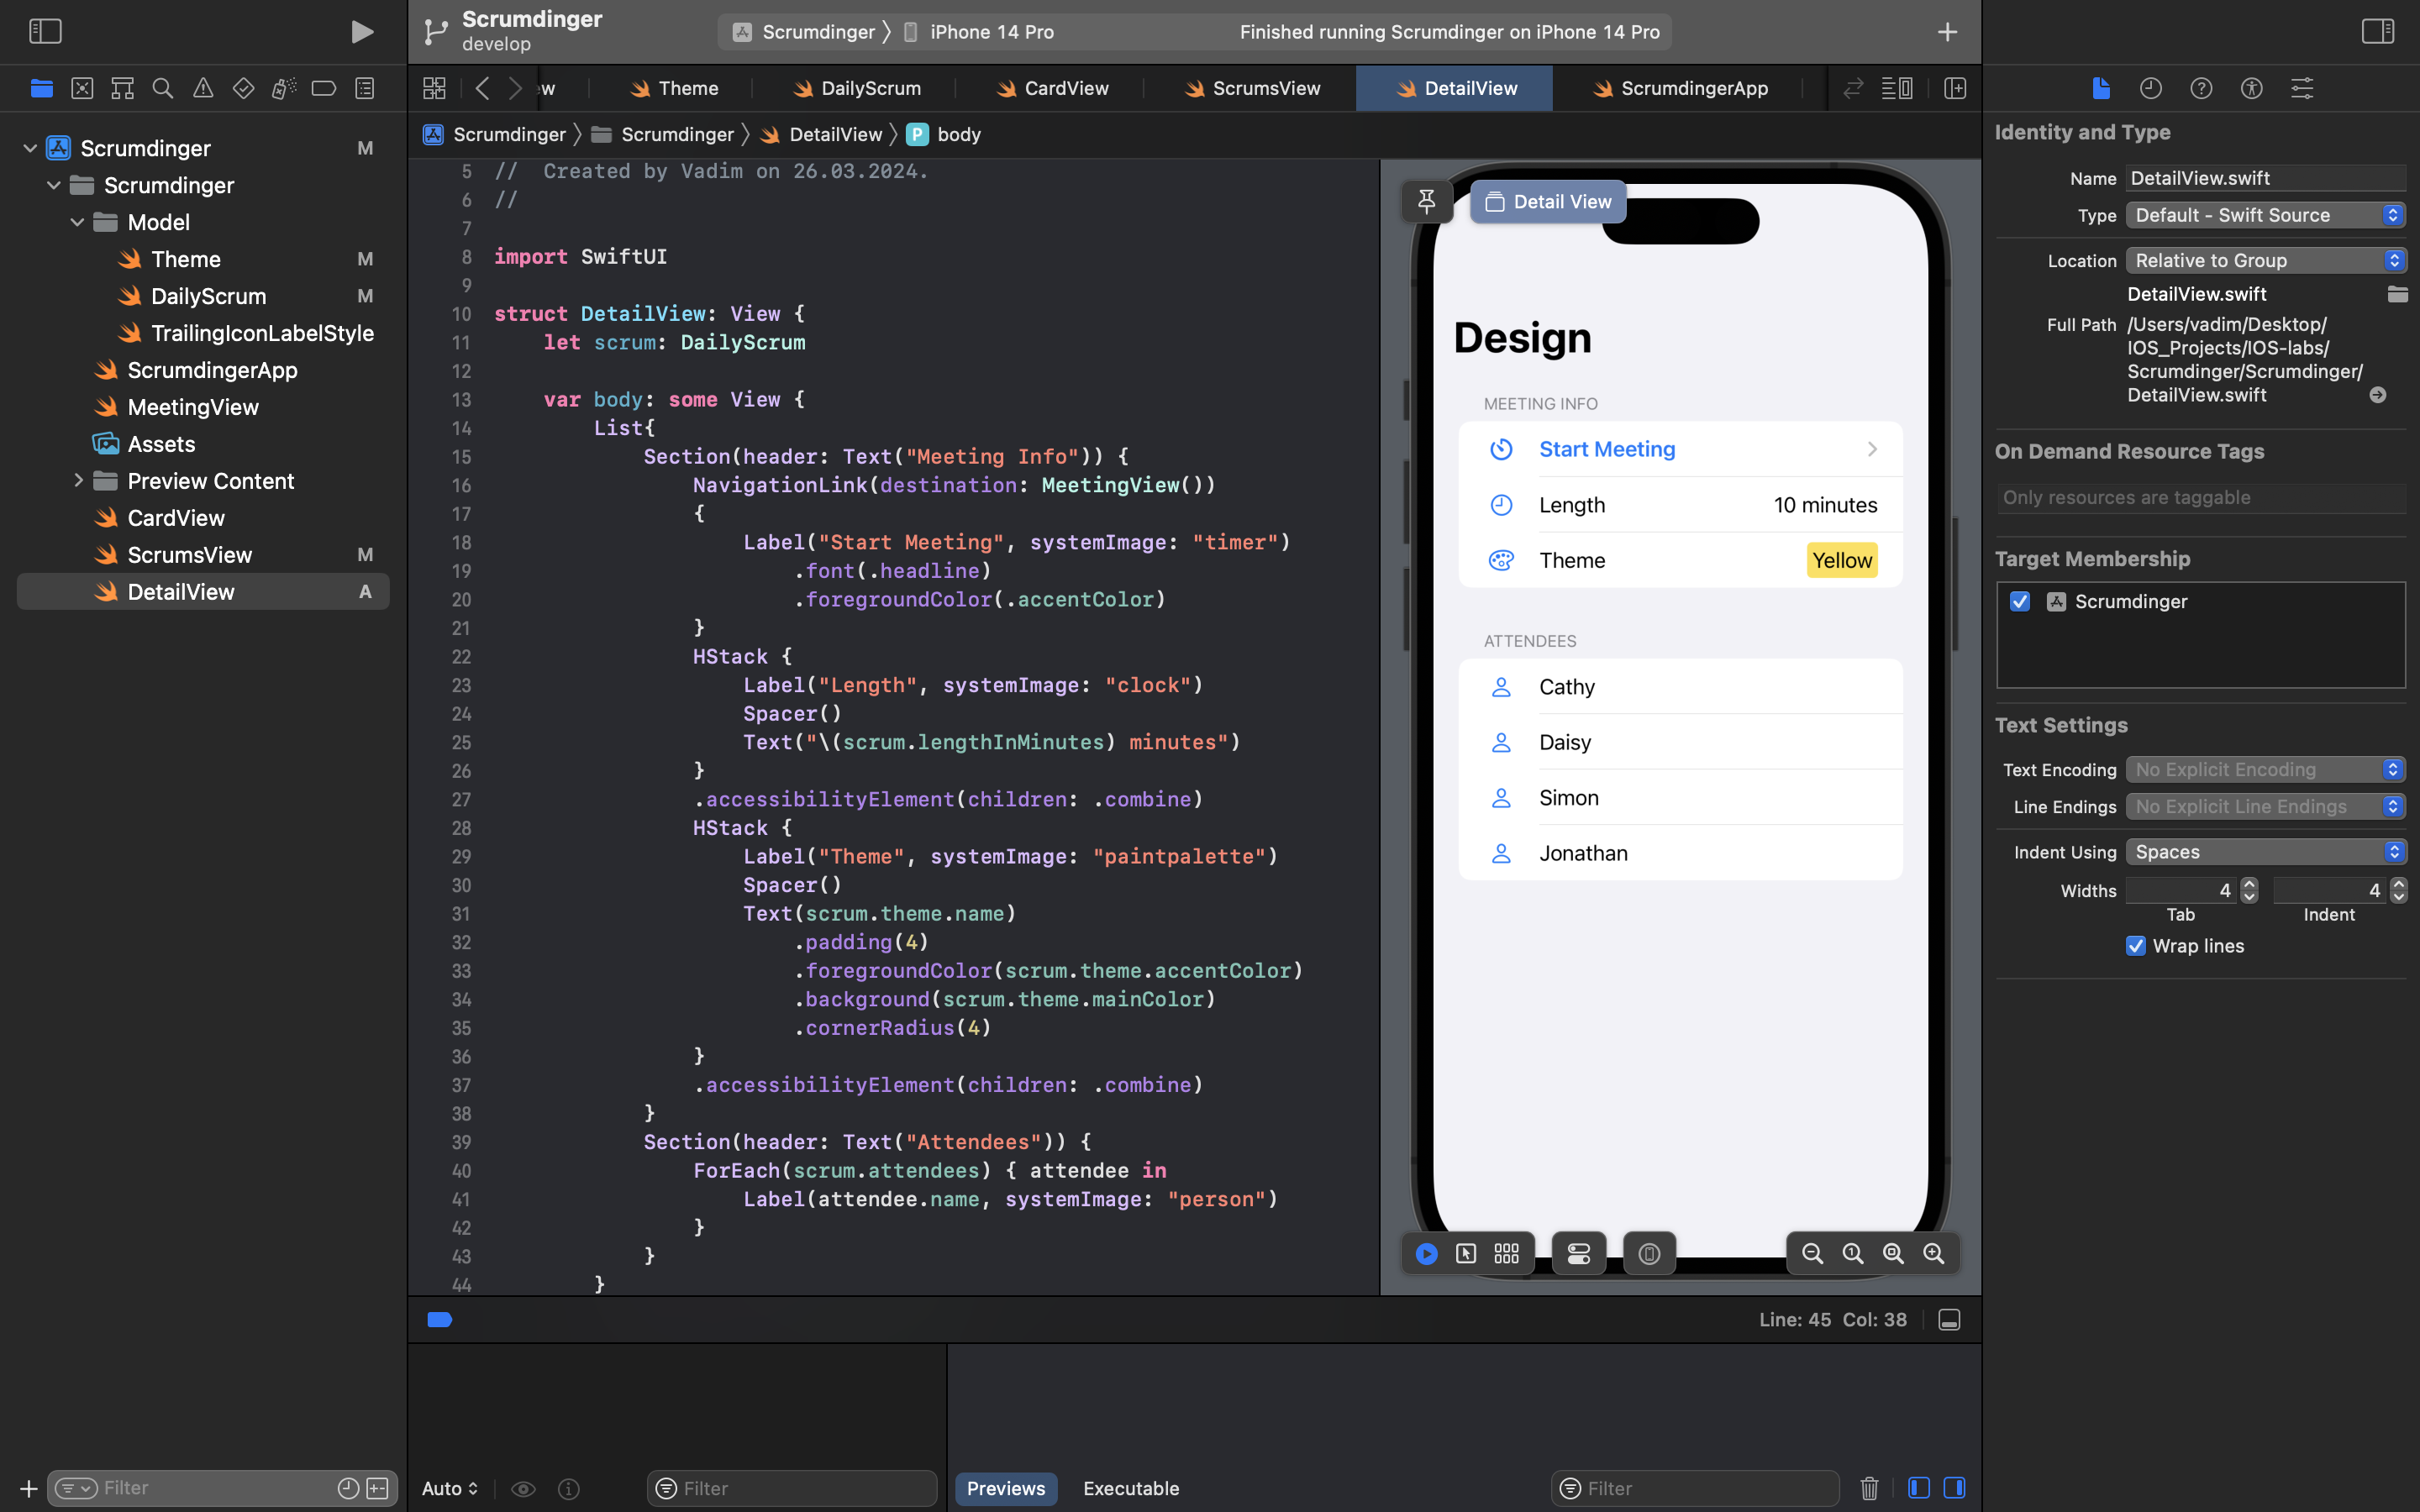 Scrumdinger
develop
Scrumdinger
iPhone 14 Pro
Finished running Scrumdinger on iPhone 14 Pro
w
Theme
DailyScrum
CardView
ScrumsView
DetailView
ScrumdingerApp
Scrumdinger
Scrumdinger
DetailView
P
body
Scrumdinger M
Scrumdinger
Model
Theme M
DailyScrum M
TrailingIconLabelStyle
ScrumdingerApp
MeetingView
Assets
Preview Content
CardView
ScrumsView M
DetailView A
Filter
5 //  Created by Vadim on 26.03.2024.
6 //
7
8 import SwiftUI
9
10 struct DetailView: View {
11     let scrum: DailyScrum
12
13     var body: some View {
14         List{
15             Section(header: Text("Meeting Info")) {
16                 NavigationLink(destination: MeetingView())
17                 {
18                     Label("Start Meeting", systemImage: "timer")
19                         .font(.headline)
20                         .foregroundColor(.accentColor)
21                 }
22                 HStack {
23                     Label("Length", systemImage: "clock")
24                     Spacer()
25                     Text("\(scrum.lengthInMinutes) minutes")
26                 }
27                 .accessibilityElement(children: .combine)
28                 HStack {
29                     Label("Theme", systemImage: "paintpalette")
30                     Spacer()
31                     Text(scrum.theme.name)
32                         .padding(4)
33                         .foregroundColor(scrum.theme.accentColor)
34                         .background(scrum.theme.mainColor)
35                         .cornerRadius(4)
36                 }
37                 .accessibilityElement(children: .combine)
38             }
39             Section(header: Text("Attendees")) {
40                 ForEach(scrum.attendees) { attendee in
41                     Label(attendee.name, systemImage: "person")
42                 }
43             }
44         }
Detail View
Design
MEETING INFO
Start Meeting
Length 10 minutes
Theme Yellow
ATTENDEES
Cathy
Daisy
Simon
Jonathan
Line: 45 Col: 38
Auto
Filter
Previews
Executable
Filter
Identity and Type
Name DetailView.swift
Type Default - Swift Source
Location Relative to Group
DetailView.swift
Full Path /Users/vadim/Desktop/
IOS_Projects/IOS-labs/
Scrumdinger/Scrumdinger/
DetailView.swift
On Demand Resource Tags
Only resources are taggable
Target Membership
Scrumdinger
Text Settings
Text Encoding No Explicit Encoding
Line Endings No Explicit Line Endings
Indent Using Spaces
Widths 4 4
Tab Indent
Wrap lines